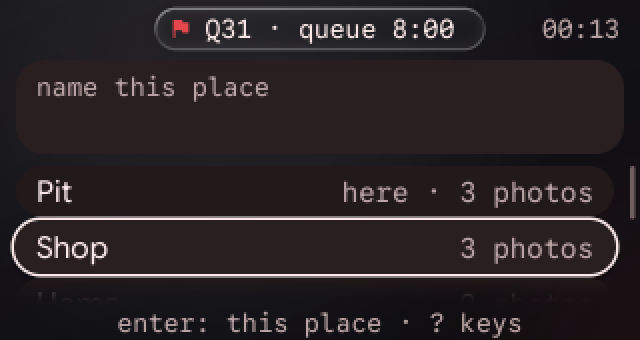 Q31 · queue 8:00 00:13
name this place
Pit here · 3 photos
Shop 3 photos
enter: this place · ? keys